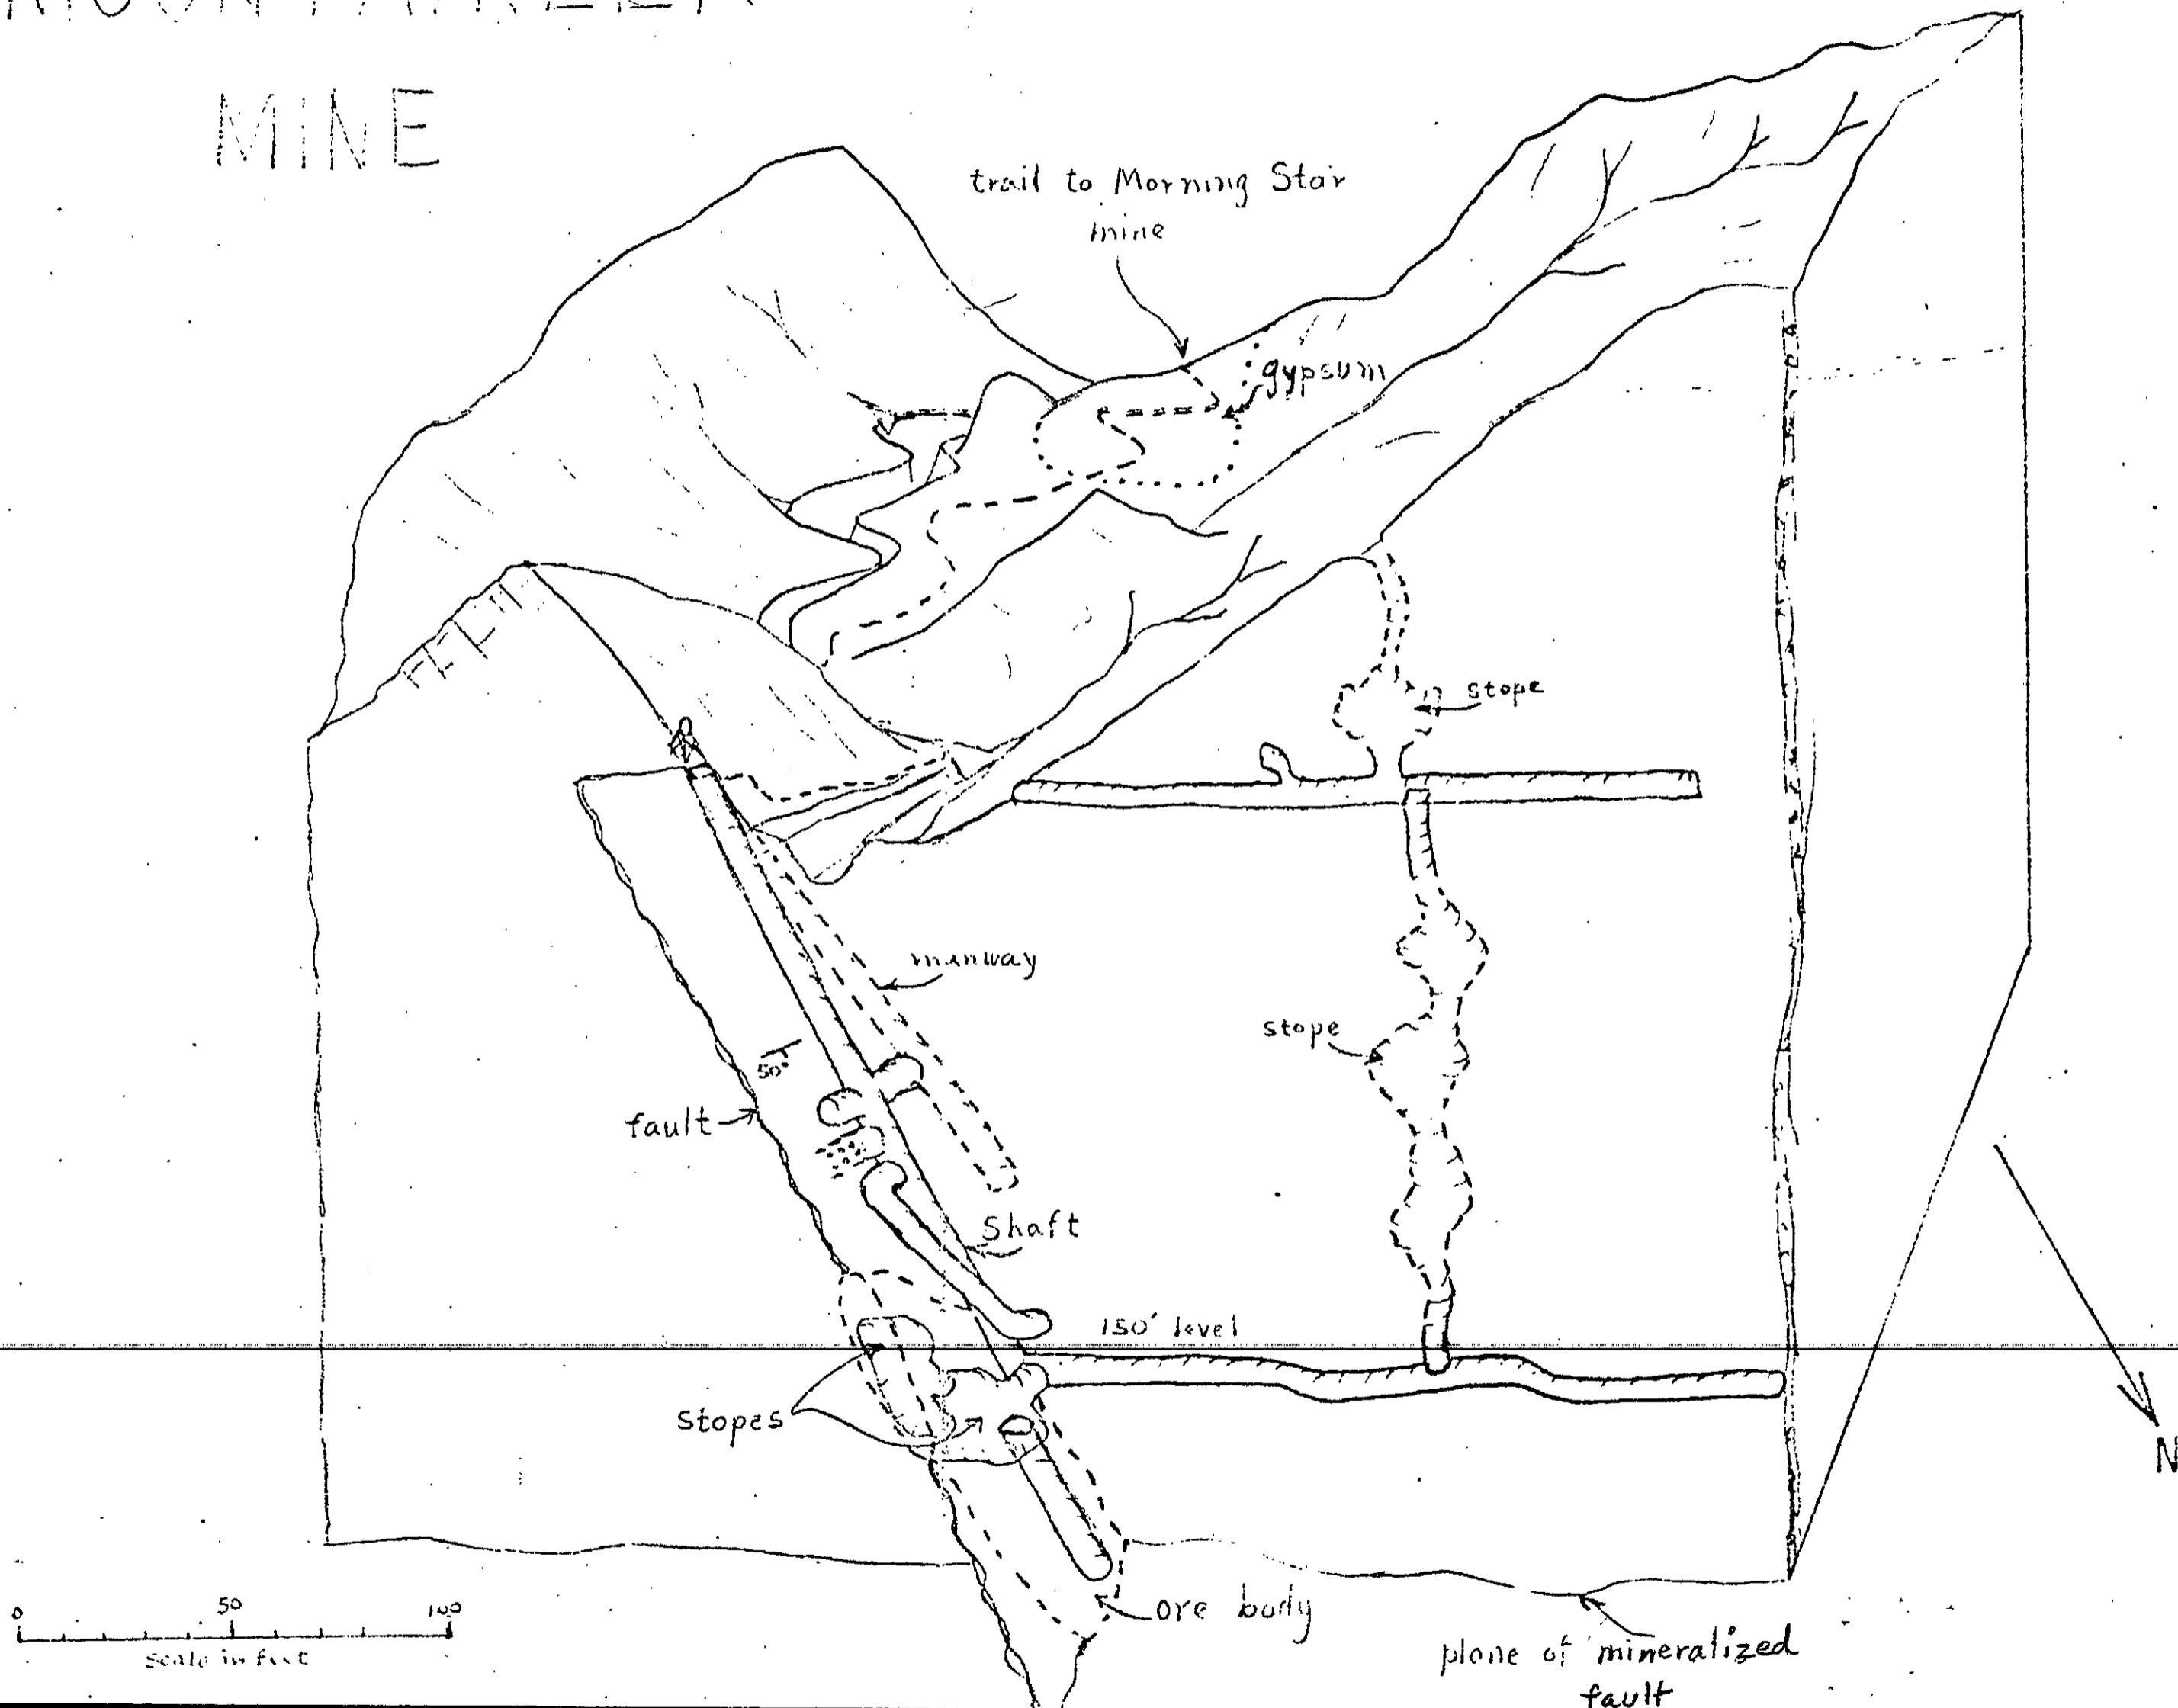 MINE
trail to Morning Star
mine
gypsum
stope
manway
stope
50°
fault
Shaft
150' level
Stopes
N
0 50 100
Scale in feet
ore body
plane of mineralized
fault